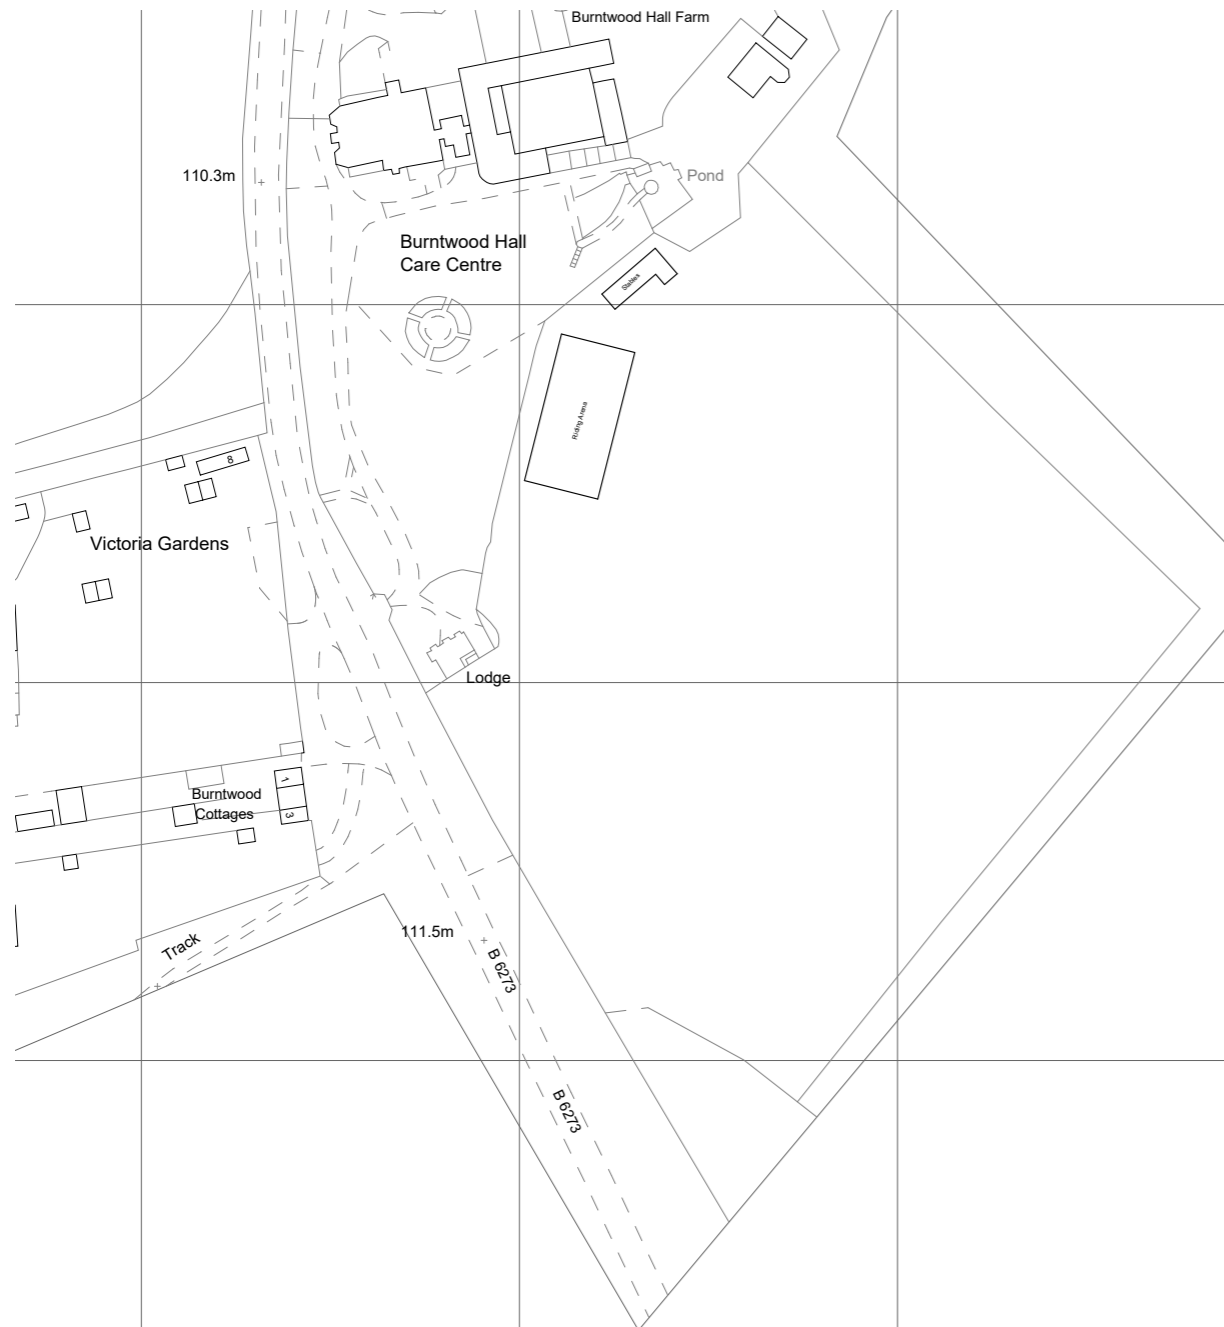 Burntwood Hall Farm
110.3m
Pond
Burntwood Hall
Care Centre
Stables
Riding Arena
8
Victoria Gardens
Lodge
1
Burntwood
Cottages
3
111.5m
Track
B 6273
B 6273